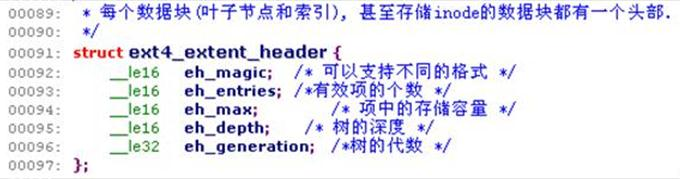 00089: * 每个数据块(叶子节点和索引), 甚至存储inode的数据块都有一个头部.
00090: */
00091: struct ext4_extent_header {
00092: __le16 eh_magic; /* 可以支持不同的格式 */
00093: __le16 eh_entries; /*有效项的个数 */
00094: __le16 eh_max; /* 项中的存储容量 */
00095: __le16 eh_depth; /* 树的深度 */
00096: __le32 eh_generation; /*树的代数 */
00097: };